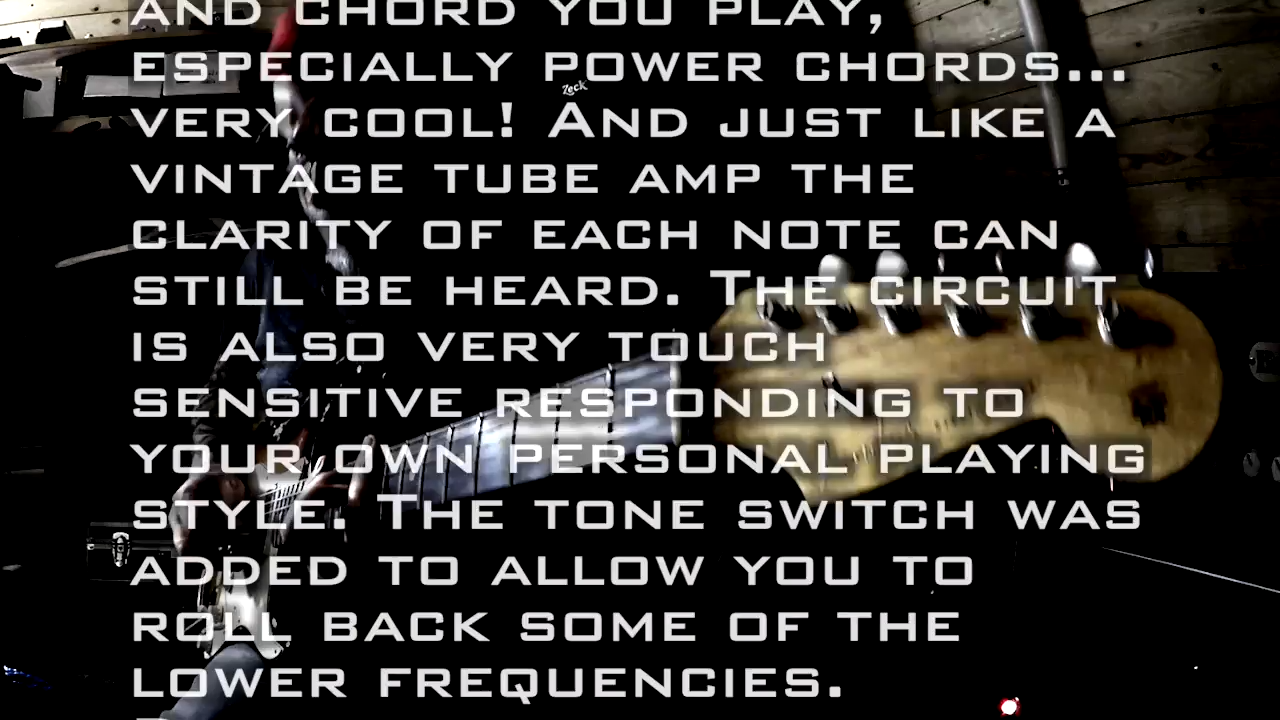 AND CHORD YOU PLAY,
ESPECIALLY POWER CHORDS...
Zeck
VERY COOL! AND JUST LIKE A
VINTAGE TUBE AMP THE
CLARITY OF EACH NOTE CAN
STILL BE HEARD. THE CIRCUIT
IS ALSO VERY TOUCH
SENSITIVE RESPONDING TO
YOUR OWN PERSONAL PLAYING
STYLE. THE TONE SWITCH WAS
ADDED TO ALLOW YOU TO
ROLL BACK SOME OF THE
LOWER FREQUENCIES.